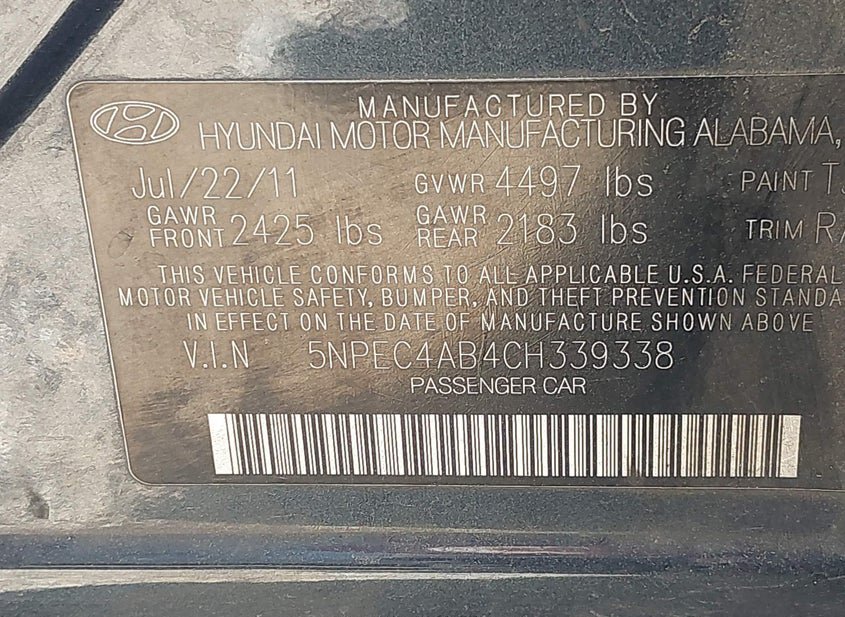 MANUFACTURED BY
HYUNDAI MOTOR MANUFACTURING ALABAMA,
Jul/22/11 GVWR 4497 lbs PAINT
GAWR FRONT 2425 lbs GAWR REAR 2183 lbs TRIM
THIS VEHICLE CONFORMS TO ALL APPLICABLE U.S.A. FEDERAL
MOTOR VEHICLE SAFETY, BUMPER, AND THEFT PREVENTION
IN EFFECT ON THE DATE OF MANUFACTURE SHOWN ABOVE
V.I.N 5NPEC4AB4CH339338
PASSENGER CAR